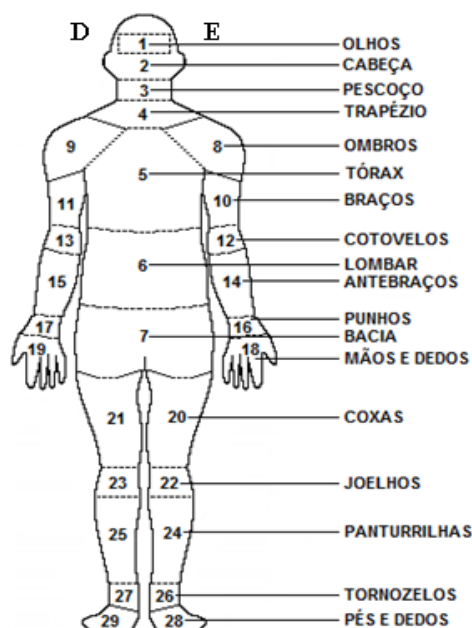 D E
1 OLHOS
2 CABEÇA
3 PESCOÇO
4 TRAPÉZIO
9 8 OMBROS
5 TÓRAX
11 10 BRAÇOS
13 12 COTOVELOS
6 LOMBAR
15 14 ANTEBRAÇOS
17 16 PUNHOS
7 BACIA
19 18 MÃOS E DEDOS
21 20 COXAS
23 22 JOELHOS
25 24 PANTURRILHAS
27 26 TORNOZELOS
29 28 PÉS E DEDOS